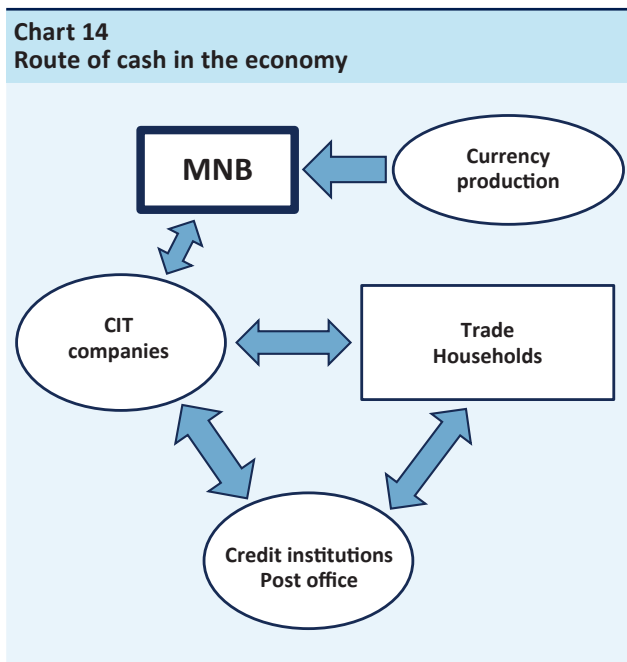 Chart 14
Route of cash in the economy
MNB
Currency
production
CIT
companies
Trade
Households
Credit institutions
Post office